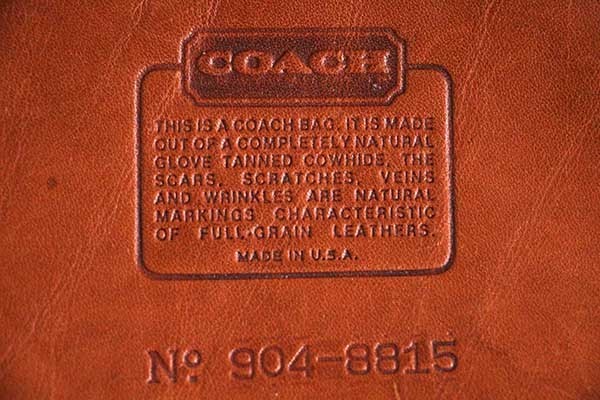 COACH
THIS IS A COACH BAG. IT IS MADE
OUT OF A COMPLETELY NATURAL
GLOVE TANNED COWHIDE, THE
SCARS, SCRATCHES, VEINS
AND WRINKLES ARE NATURAL
MARKINGS CHARACTERISTIC
OF FULL-GRAIN LEATHERS.
MADE IN U.S.A.
No. 904-8815